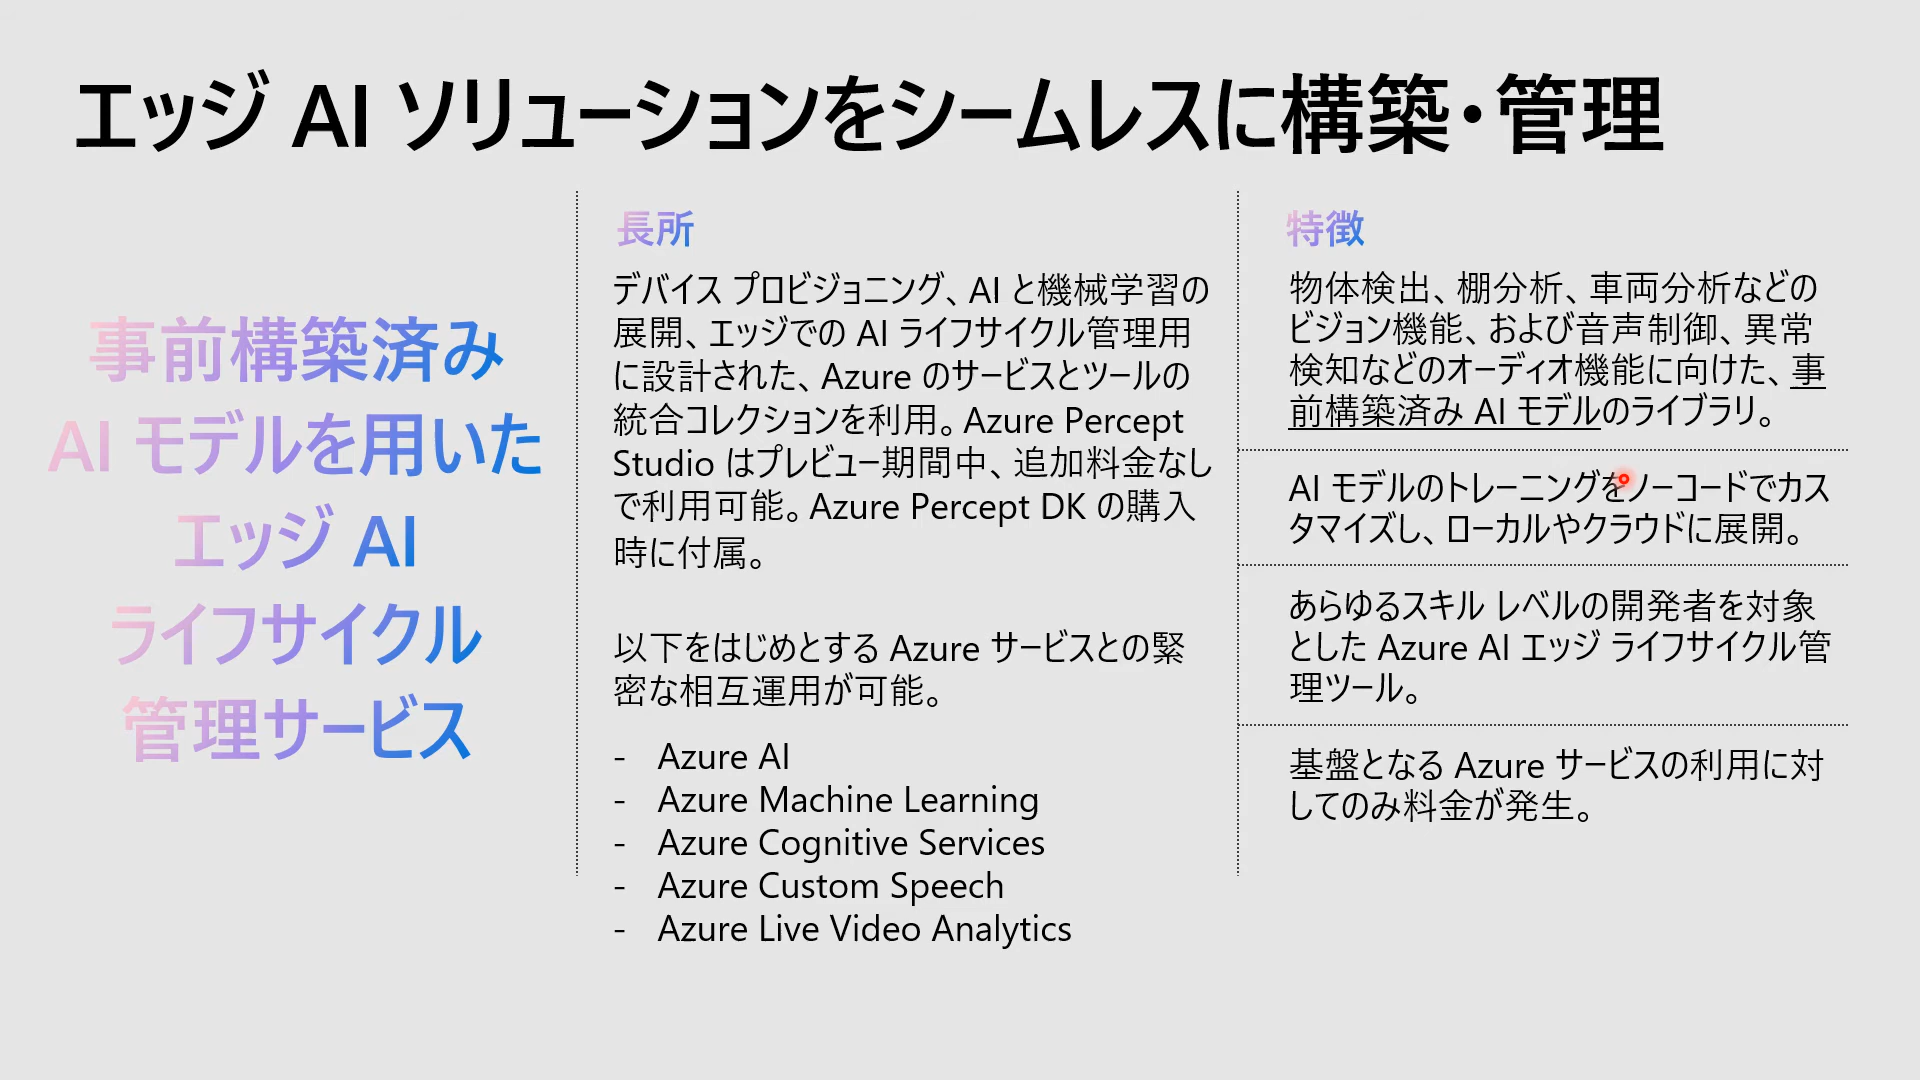 エッジ AI ソリューションをシームレスに構築・管理
事前構築済み
AI モデルを用いた
エッジ AI
ライフサイクル
管理サービス
長所
デバイス プロビジョニング、AI と機械学習の
展開、エッジでの AI ライフサイクル管理用
に設計された、Azure のサービスとツールの
統合コレクションを利用。Azure Percept
Studio はプレビュー期間中、追加料金なし
で利用可能。Azure Percept DK の購入
時に付属。
以下をはじめとする Azure サービスとの緊
密な相互運用が可能。
- Azure AI
- Azure Machine Learning
- Azure Cognitive Services
- Azure Custom Speech
- Azure Live Video Analytics
特徴
物体検出、棚分析、車両分析などの
ビジョン機能、および音声制御、異常
検知などのオーディオ機能に向けた、事
前構築済み AI モデルのライブラリ。
AI モデルのトレーニングをノーコードでカス
タマイズし、ローカルやクラウドに展開。
あらゆるスキル レベルの開発者を対象
とした Azure AI エッジ ライフサイクル管
理ツール。
基盤となる Azure サービスの利用に対
してのみ料金が発生。